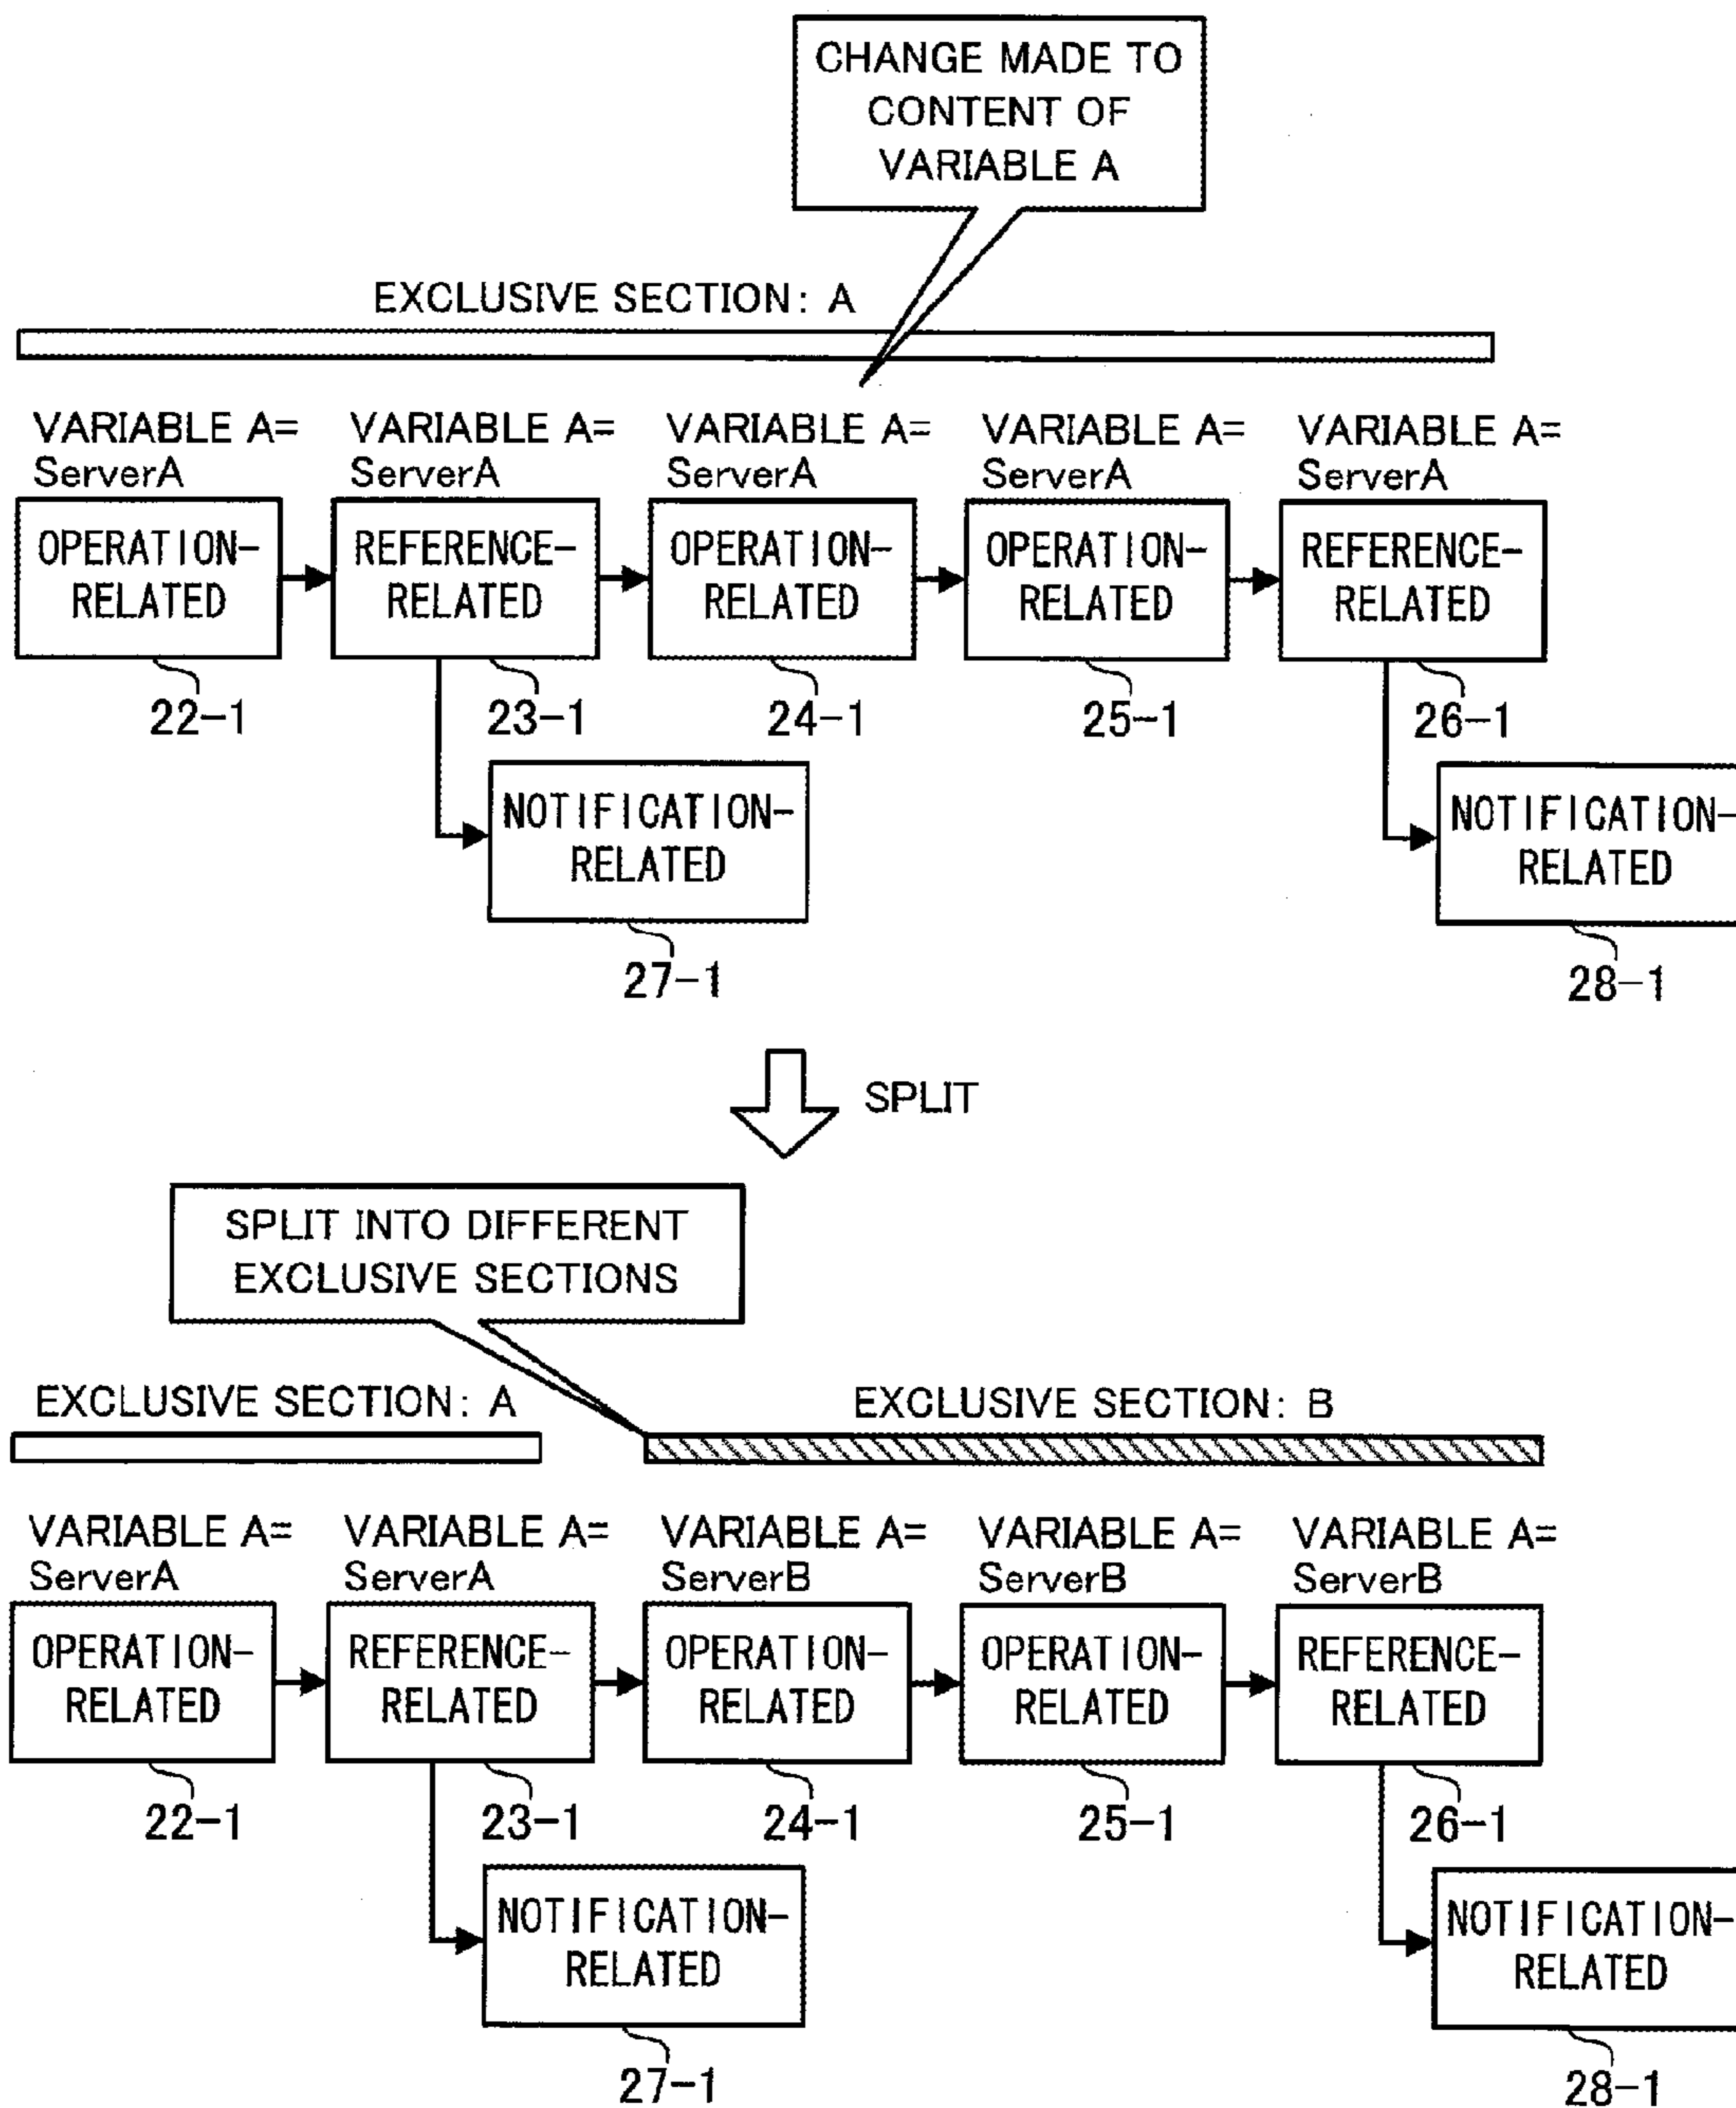 CHANGE MADE TO
CONTENT OF
VARIABLE A
EXCLUSIVE SECTION: A
VARIABLE A=
ServerA
VARIABLE A=
ServerA
VARIABLE A=
ServerA
VARIABLE A=
ServerA
VARIABLE A=
ServerA
OPERATION-
RELATED
REFERENCE-
RELATED
OPERATION-
RELATED
OPERATION-
RELATED
REFERENCE-
RELATED
22-1
23-1
24-1
25-1
26-1
NOTIFICATION-
RELATED
NOTIFICATION-
RELATED
27-1
28-1
SPLIT
SPLIT INTO DIFFERENT
EXCLUSIVE SECTIONS
EXCLUSIVE SECTION: A
EXCLUSIVE SECTION: B
VARIABLE A=
ServerA
VARIABLE A=
ServerA
VARIABLE A=
ServerB
VARIABLE A=
ServerB
VARIABLE A=
ServerB
OPERATION-
RELATED
REFERENCE-
RELATED
OPERATION-
RELATED
OPERATION-
RELATED
REFERENCE-
RELATED
22-1
23-1
24-1
25-1
26-1
NOTIFICATION-
RELATED
NOTIFICATION-
RELATED
27-1
28-1